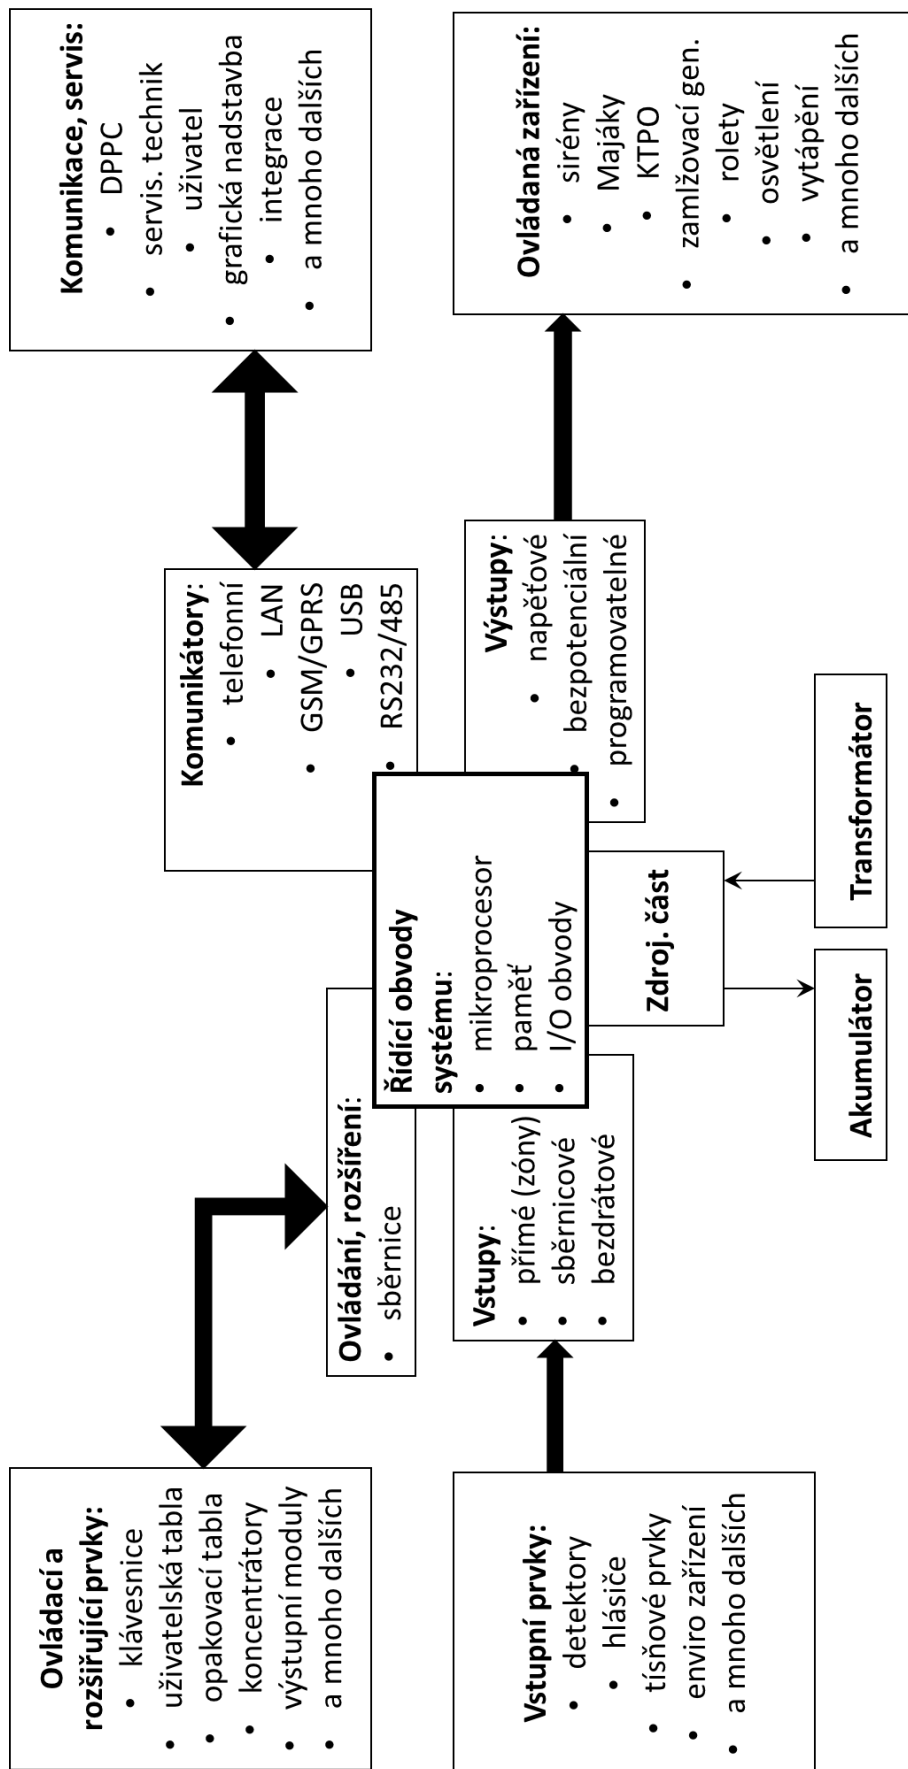 Ovládací a
rozšiřující prvky:
• klávesnice
• uživatelská tabla
• opakovací tabla
• koncentrátory
• výstupní moduly
• a mnoho dalších
Ovládání, rozšíření:
• sběrnice
Komunikátory:
• telefonní
• LAN
• GSM/GPRS
• USB
• RS232/485
Komunikace, servis:
• DPPC
• servis. technik
• uživatel
• grafická nadstavba
• integrace
• a mnoho dalších
Řídící obvody
systému:
• mikroprocesor
• paměť
• I/O obvody
Vstupní prvky:
• detektory
• hlásiče
• tísňové prvky
• enviro zařízení
• a mnoho dalších
Vstupy:
• přímé (zóny)
• sběrnicové
• bezdrátové
Zdroj. část
Výstupy:
• napěťové
• bezpotenciální
• programovatelné
Ovládaná zařízení:
• sirény
• Majáky
• KTPO
• zamlžovací gen.
• rolety
• osvětlení
• vytápění
• a mnoho dalších
Akumulátor
Transformátor